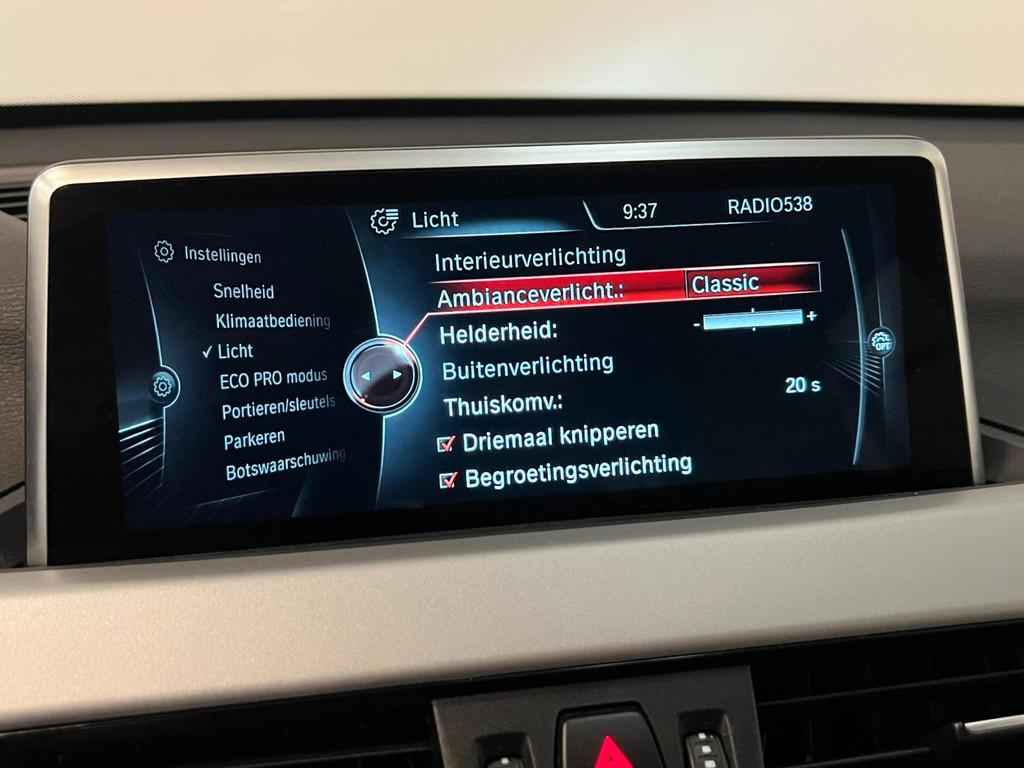 Licht
9:37
RADIO538
Instellingen
Snelheid
Klimaatbediening
✓ Licht
ECO PRO modus
Portieren/sleutels
Parkeren
Botswaarschuwing
Interieurverlichting
Ambianceverlicht.: Classic
Helderheid: - +
Buitenverlichting
Thuiskomv.: 20 s
Driemaal knipperen
Begroetingsverlichting
OPT